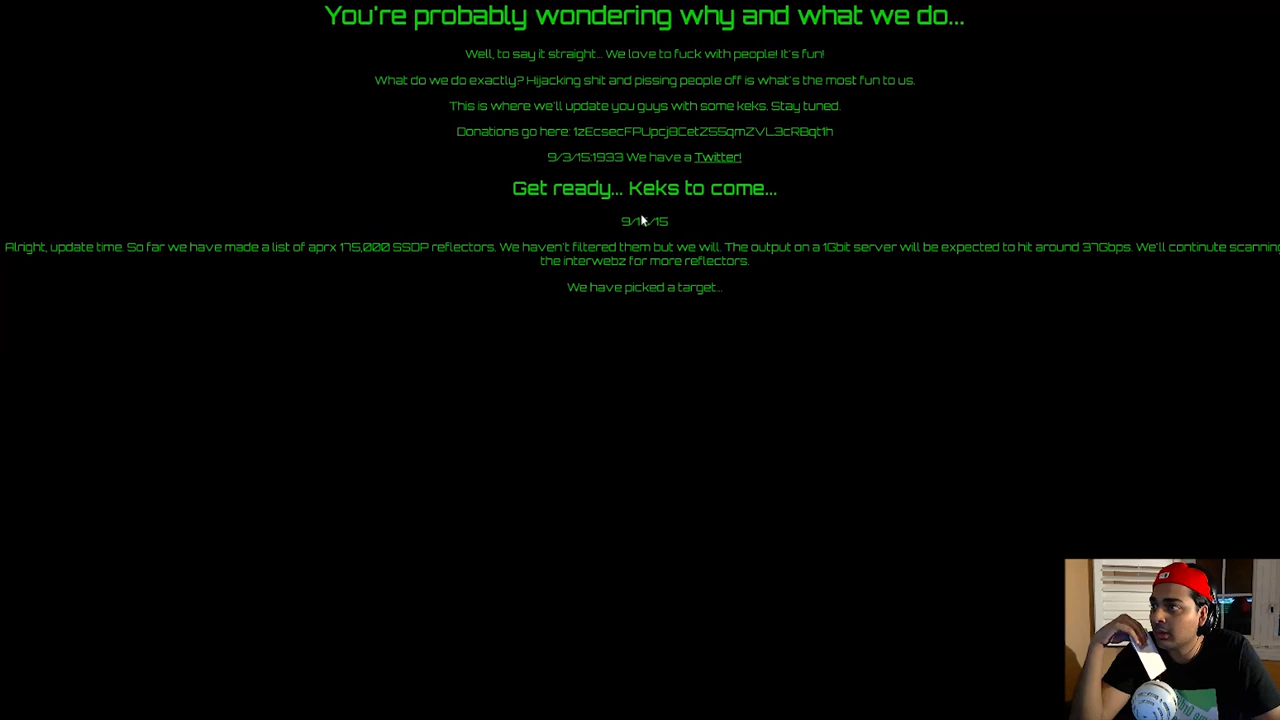 You're probably wondering why and what we do...
Well, to say it straight... We love to fuck with people! It's fun!
What do we do exactly? Hijacking shit and pissing people off is what's the most fun to us.
This is where we'll update you guys with some keks. Stay tuned.
Donations go here: 1zEcsecFPUpcj8CetZ55qmZVL3cRBqt1h
9/3/15:1933 We have a Twitter!
Get ready... Keks to come...
Alright, update time. So far we have made a list of aprx 175,000 SSDP reflectors. We haven't filtered them but we will. The output on a 1Gbit server will be expected to hit around 37Gbps. We'll contiunte scanning
the interwebz for more reflectors.
We have picked a target...